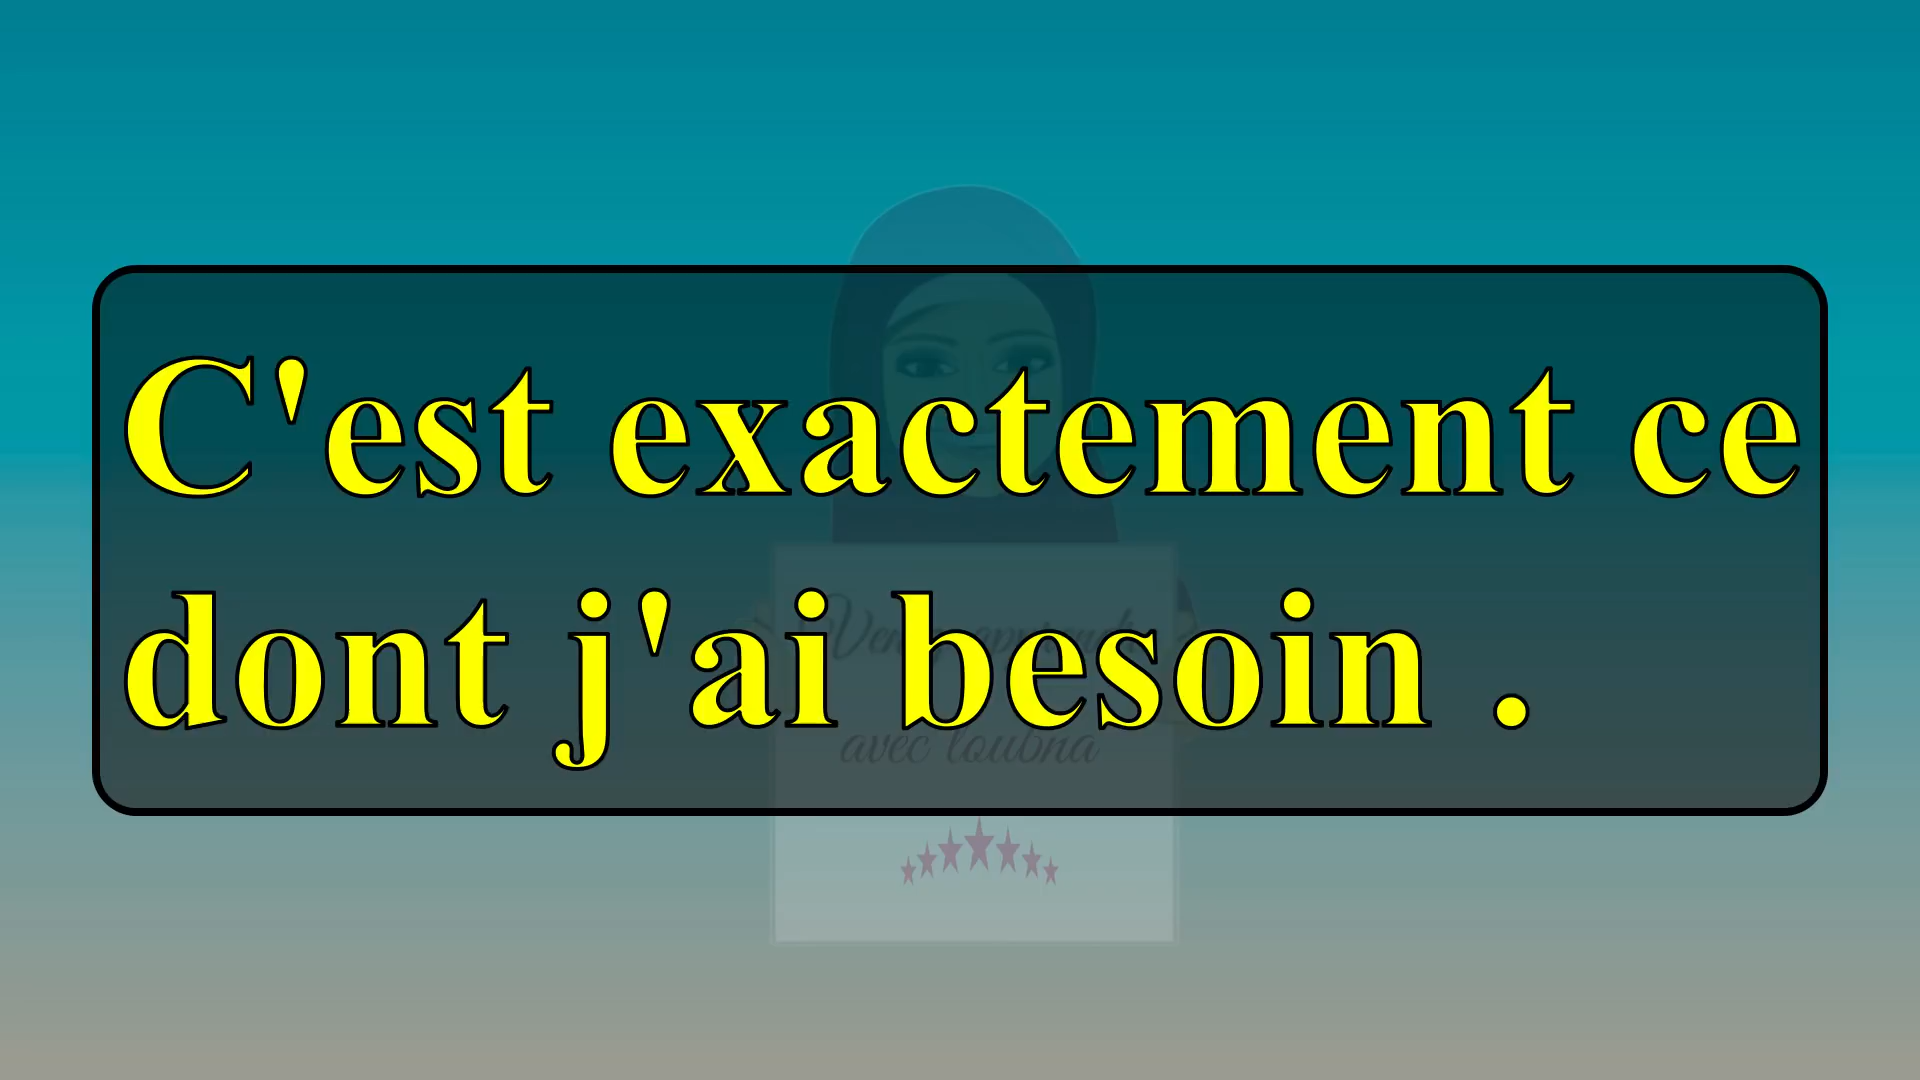 C'est exactement ce
dont j'ai besoin .
avec loubna